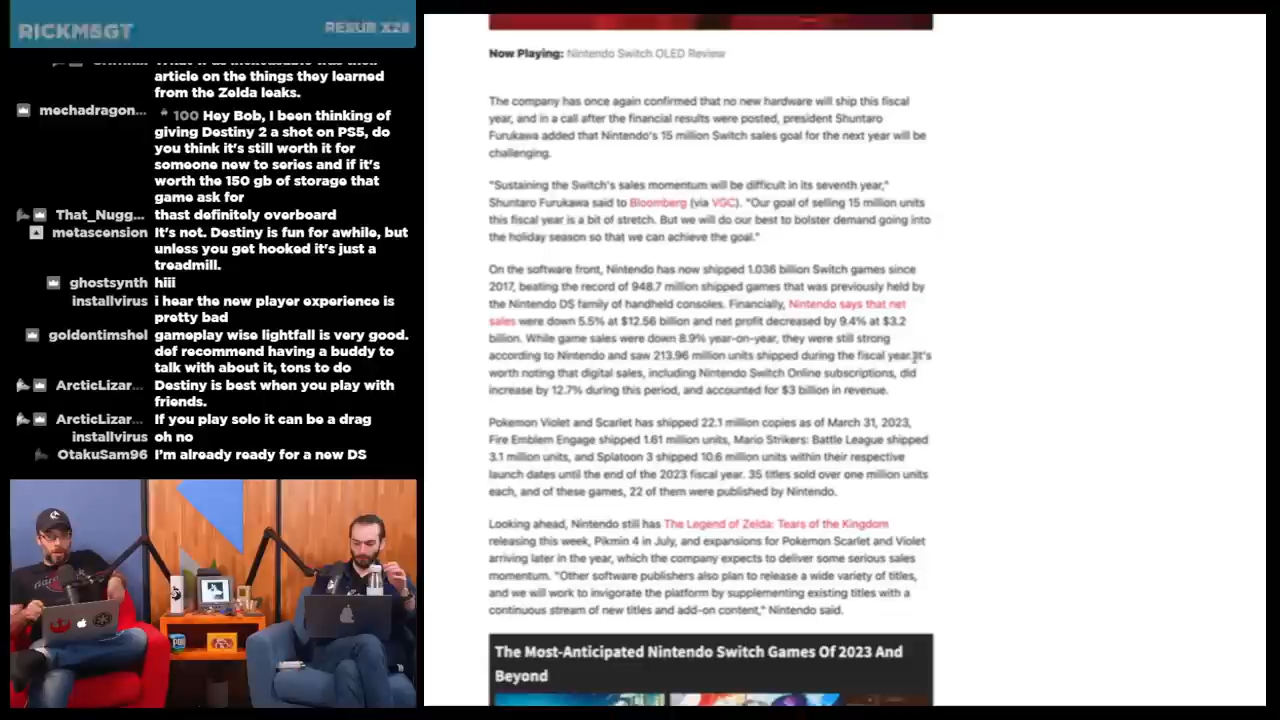 RICKMSGT
RESUB X28
article on the things they learned
from the Zelda leaks.
mechadragon... 100 Hey Bob, I been thinking of
giving Destiny 2 a shot on PS5, do
you think it's still worth it for
someone new to series and if it's
worth the 150 gb of storage that
game ask for
That_Nugg... thast definitely overboard
metascension It's ok. Destiny is fun for awhile, but
unless you get hooked it's just a
treadmill.
ghostsynth Iiii
installvirus i hear the new player experience is
pretty bad
goldenromshel gameplay wise lightfall is very good.
def recommend having a buddy to
talk to about it, tons to do
ArcticLizar... Destiny is best when you play with
friends.
ArcticLizar... If you play solo it can be a drag
installvirus oh no
OtakuSan96 I'm already ready for a new DS
Now Playing: Nintendo Switch OLED Review
The company has once again confirmed that no new hardware will ship this fiscal
year, and in a call after the financial results were posted, president Shuntaro
Furukawa added that Nintendo's 15 million Switch sales goal for the next year will be
challenging.
"Sustaining the Switch's sales momentum will be difficult in its seventh year,"
Shuntaro Furukawa said to Bloomberg (via VGC). "Our goal of selling 15 million units
this fiscal year is a bit of stretch. But we will do our best to bolster demand going into
the holiday season so that we can achieve the goal."
On the software front, Nintendo has now shipped 1.036 billion Switch games since
2017, beating the record of 948.7 million shipped games that was previously held by
the Nintendo DS family of handheld consoles. Financially, Nintendo says that net
sales were down 5.5% at $12.56 billion and net profit decreased by 9.4% at $3.2
billion. While game sales were down 8.9% year-on-year, they were still strong
according to Nintendo and saw 213.96 million units shipped during the fiscal year. It's
worth noting that digital sales, including Nintendo Switch Online subscriptions, did
increase by 12.7% during this period, and accounted for $3 billion in revenue.
Pokemon Violet and Scarlet has shipped 22.1 million copies as of March 31, 2023,
Fire Emblem Engage shipped 1.61 million units, Mario Strikers: Battle League shipped
3.1 million units, and Splatoon 3 shipped 10.6 million units within their respective
launch dates until the end of the 2023 fiscal year. 35 titles sold over one million units
each, and of these games, 22 of them were published by Nintendo.
Looking ahead, Nintendo still has The Legend of Zelda: Tears of the Kingdom
releasing this week, Pikmin 4 in July, and expansions for Pokemon Scarlet and Violet
arriving later in the year, which the company expects to deliver some serious sales
momentum. "Other software publishers also plan to release a wide variety of titles,
and we will work to invigorate the platform by supplementing existing titles with a
continuous stream of new titles and add-on content," Nintendo said.
The Most-Anticipated Nintendo Switch Games Of 2023 And
Beyond